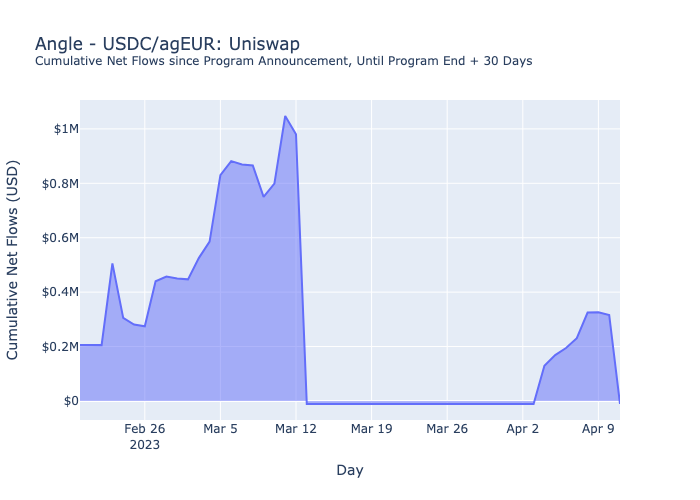 Angle - USDC/agEUR: Uniswap
Cumulative Net Flows since Program Announcement, Until Program End + 30 Days
Cumulative Net Flows (USD)
$1M
$0.8M
$0.6M
$0.4M
$0.2M
$0
Feb 26
2023
Mar 5
Mar 12
Mar 19
Mar 26
Apr 2
Apr 9
Day